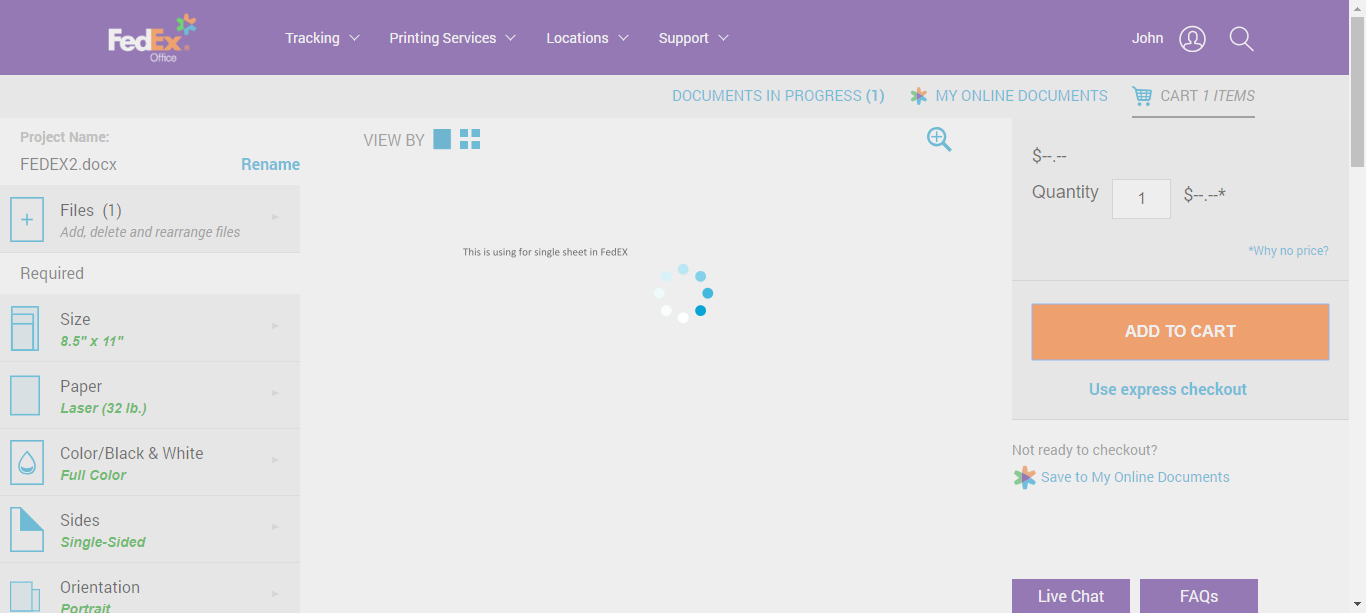 FedEx
Office
Tracking
Printing Services
Locations
Support
John
DOCUMENTS IN PROGRESS (1)
MY ONLINE DOCUMENTS
CART 1 ITEMS
Project Name:
FEDEX2.docx
Rename
VIEW BY
Files (1)
Add, delete and rearrange files
Required
Size
8.5" x 11"
Paper
Laser (32 lb.)
Color/Black & White
Full Color
Sides
Single-Sided
Orientation
Portrait
This is using for single sheet in FedEX
$--.--
Quantity 1 $--.--*
*Why no price?
ADD TO CART
Use express checkout
Not ready to checkout?
Save to My Online Documents
Live Chat
FAQs